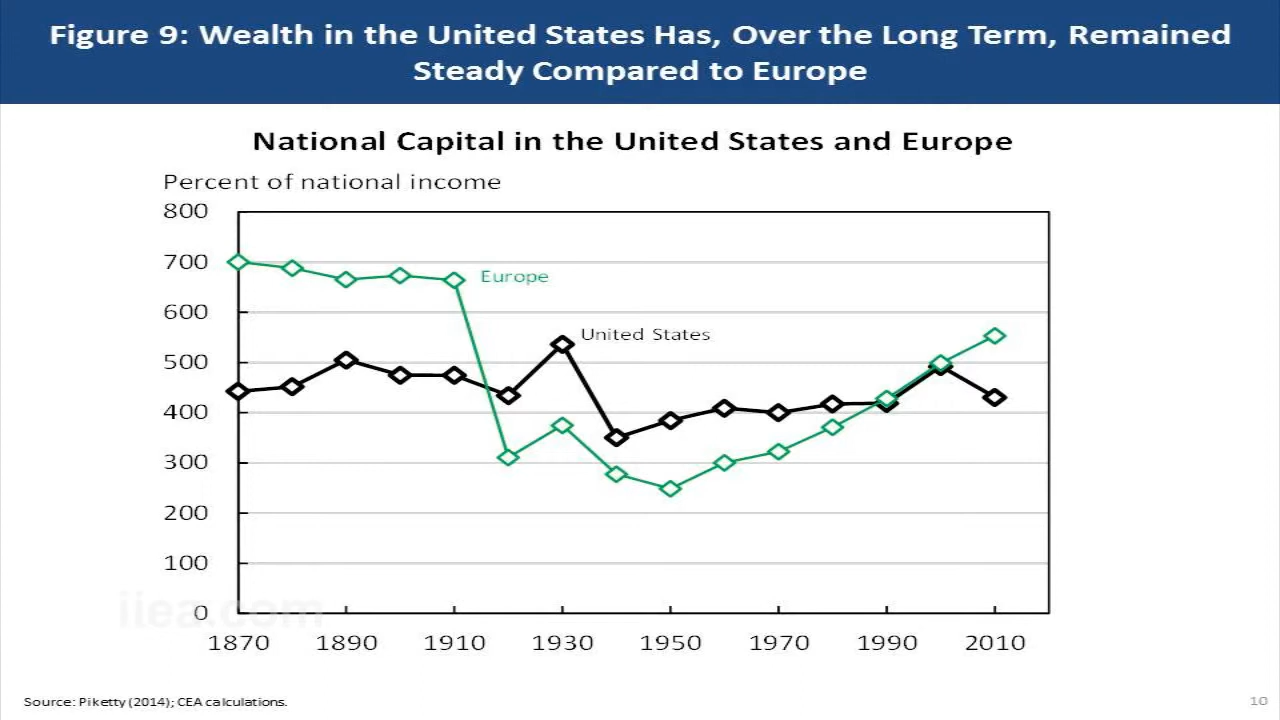 Figure 9: Wealth in the United States Has, Over the Long Term, Remained
Steady Compared to Europe
National Capital in the United States and Europe
Percent of national income
800
700
600
500
400
300
200
100
0
Europe
United States
iiea.com
1870 1890 1910 1930 1950 1970 1990 2010
Source: Piketty (2014); CEA calculations.
10